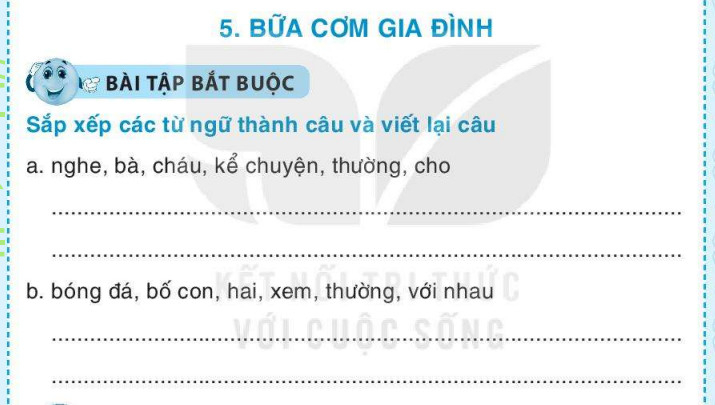 5. BỮA CƠM GIA ĐÌNH
BÀI TẬP BẮT BUỘC
Sắp xếp các từ ngữ thành câu và viết lại câu
a. nghe, bà, cháu, kể chuyện, thường, cho
KẾT NỐI TRI THỨC
b. bóng đá, bố con, hai, xem, thường, với nhau
VỚI CUỘC SỐNG